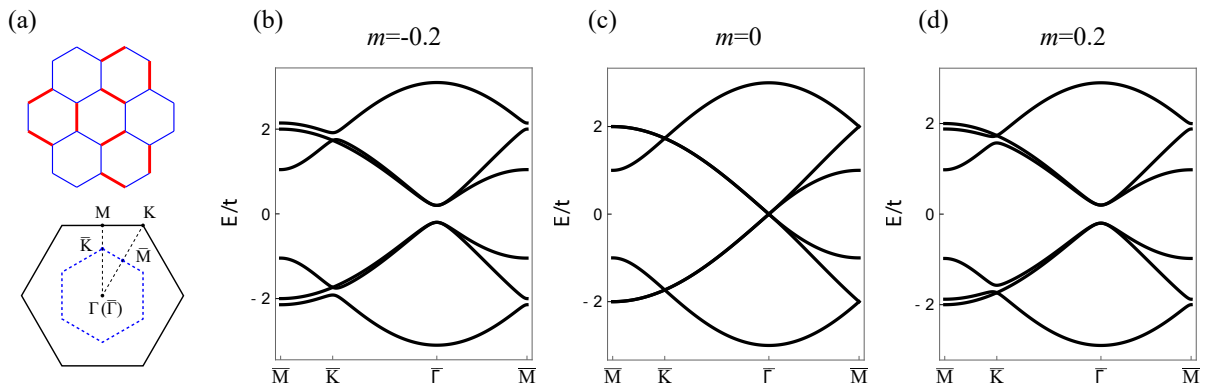 (a)
M K
K̅ M̅
Γ (Γ̅)
(b)
m=-0.2
E/t
2
0
- 2
M̅ K̅ Γ̅ M̅
(c)
m=0
E/t
2
0
- 2
M̅ K̅ Γ̅ M̅
(d)
m=0.2
E/t
2
0
- 2
M̅ K̅ Γ̅ M̅